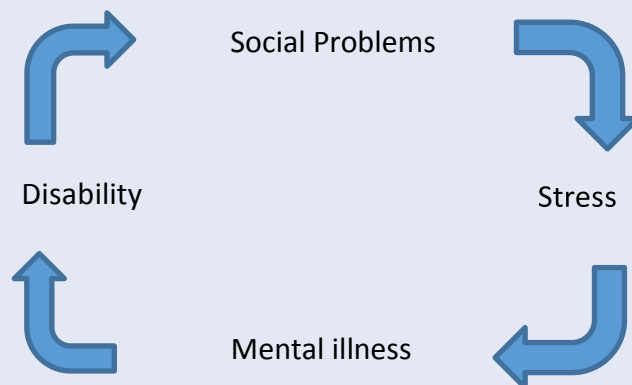 Social Problems
Disability
Stress
Mental illness